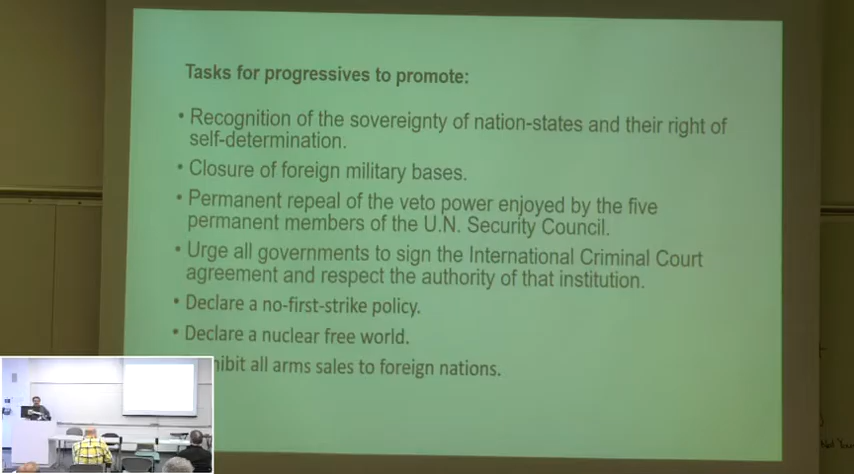 Tasks for progressives to promote:
• Recognition of the sovereignty of nation-states and their right of
self-determination.
• Closure of foreign military bases.
• Permanent repeal of the veto power enjoyed by the five
permanent members of the U.N. Security Council.
• Urge all governments to sign the International Criminal Court
agreement and respect the authority of that institution.
• Declare a no-first-strike policy.
• Declare a nuclear free world.
hibit all arms sales to foreign nations.